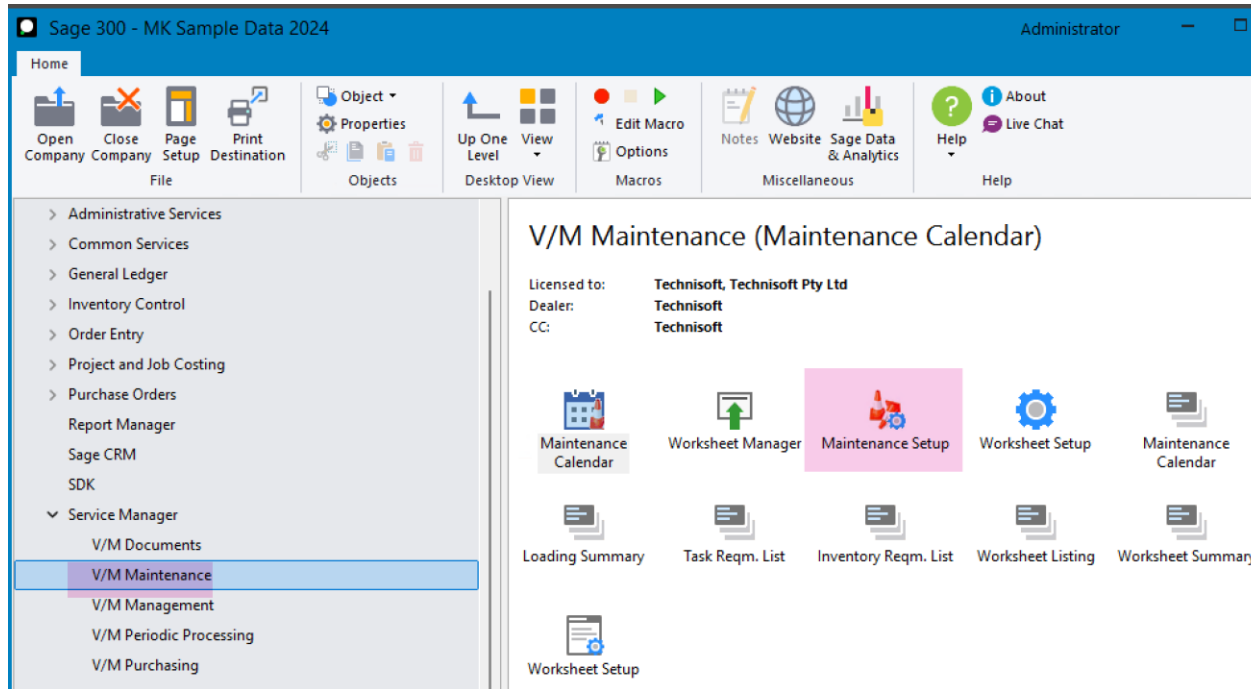 Sage 300 - MK Sample Data 2024
Administrator
Home
Open Company
Close Company
Page Setup
Print Destination
File
Object
Properties
Objects
Up One Level
View
Desktop View
Edit Macro
Options
Macros
Notes
Website
Sage Data & Analytics
Miscellaneous
Help
About
Live Chat
Help
Administrative Services
Common Services
General Ledger
Inventory Control
Order Entry
Project and Job Costing
Purchase Orders
Report Manager
Sage CRM
SDK
Service Manager
V/M Documents
V/M Maintenance
V/M Management
V/M Periodic Processing
V/M Purchasing
V/M Maintenance (Maintenance Calendar)
Licensed to: Technisoft, Technisoft Pty Ltd
Dealer: Technisoft
CC: Technisoft
Maintenance Calendar
Worksheet Manager
Maintenance Setup
Worksheet Setup
Maintenance Calendar
Loading Summary
Task Reqm. List
Inventory Reqm. List
Worksheet Listing
Worksheet Summary
Worksheet Setup